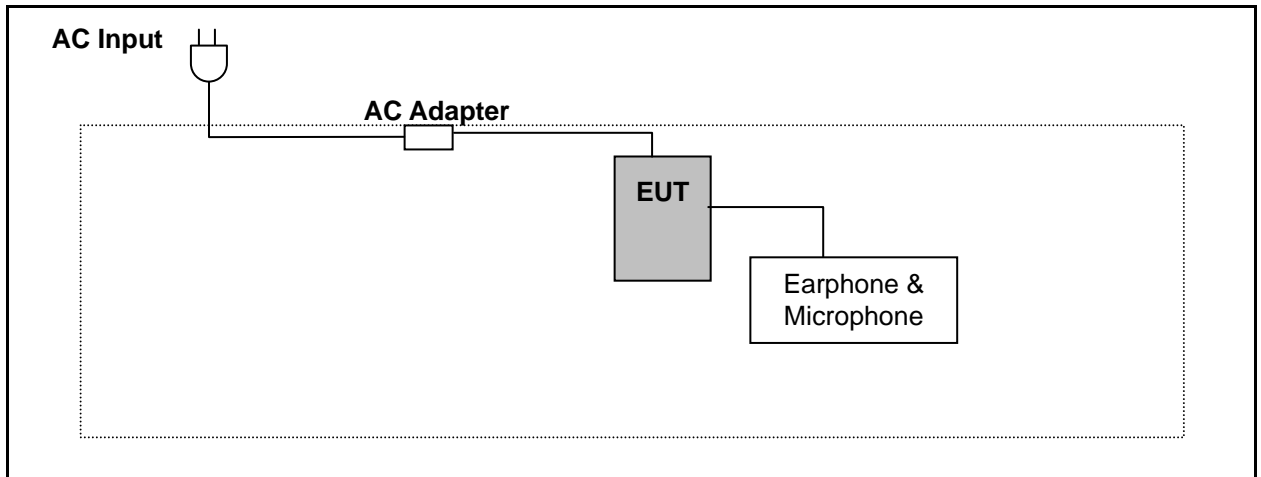 AC Input
AC Adapter
EUT
Earphone &
Microphone